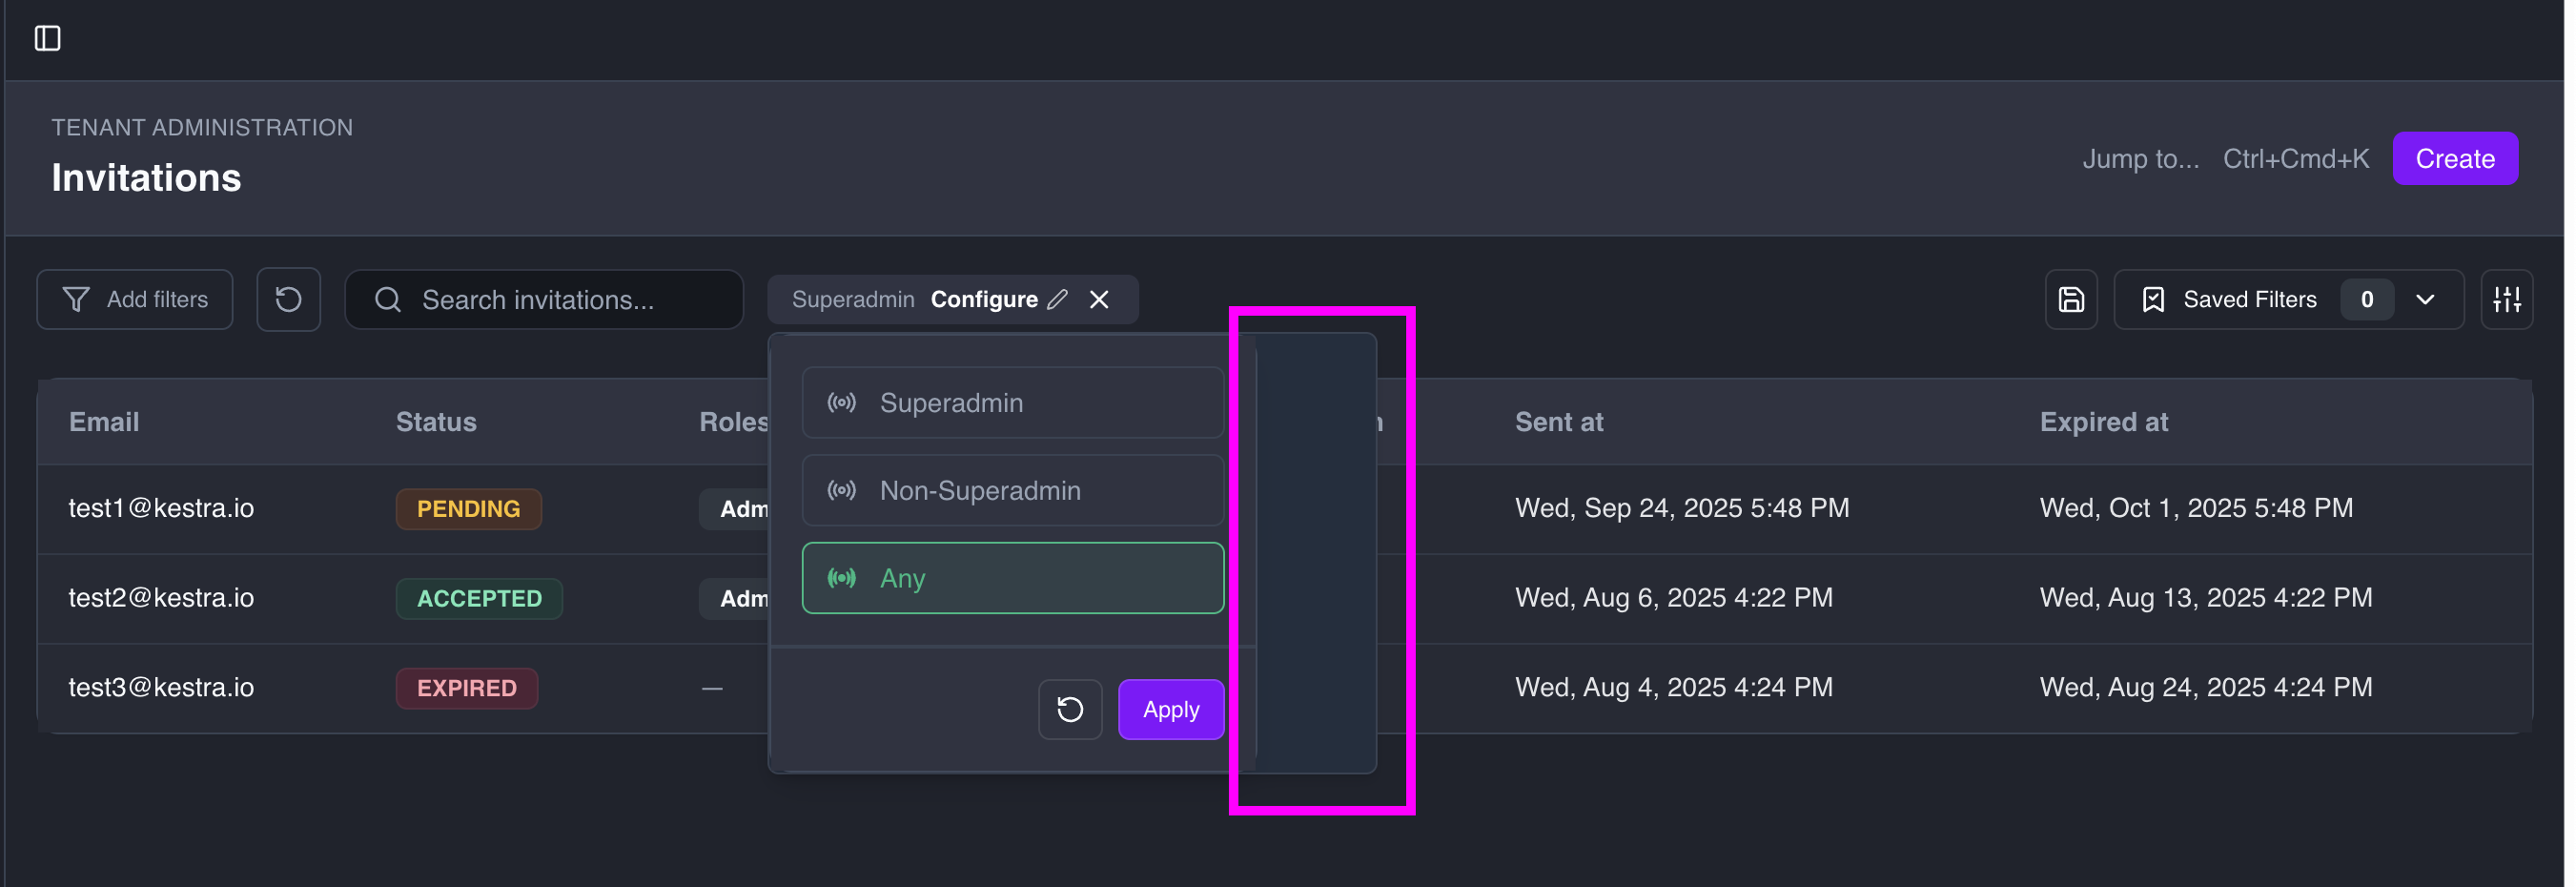 TENANT ADMINISTRATION
Invitations
Jump to... Ctrl+Cmd+K Create
Add filters Search invitations... Superadmin Configure Saved Filters 0
Superadmin
Non-Superadmin
Any
Apply
Email Status Roles Sent at Expired at
test1@kestra.io PENDING Adm Wed, Sep 24, 2025 5:48 PM Wed, Oct 1, 2025 5:48 PM
test2@kestra.io ACCEPTED Adm Wed, Aug 6, 2025 4:22 PM Wed, Aug 13, 2025 4:22 PM
test3@kestra.io EXPIRED — Wed, Aug 4, 2025 4:24 PM Wed, Aug 24, 2025 4:24 PM